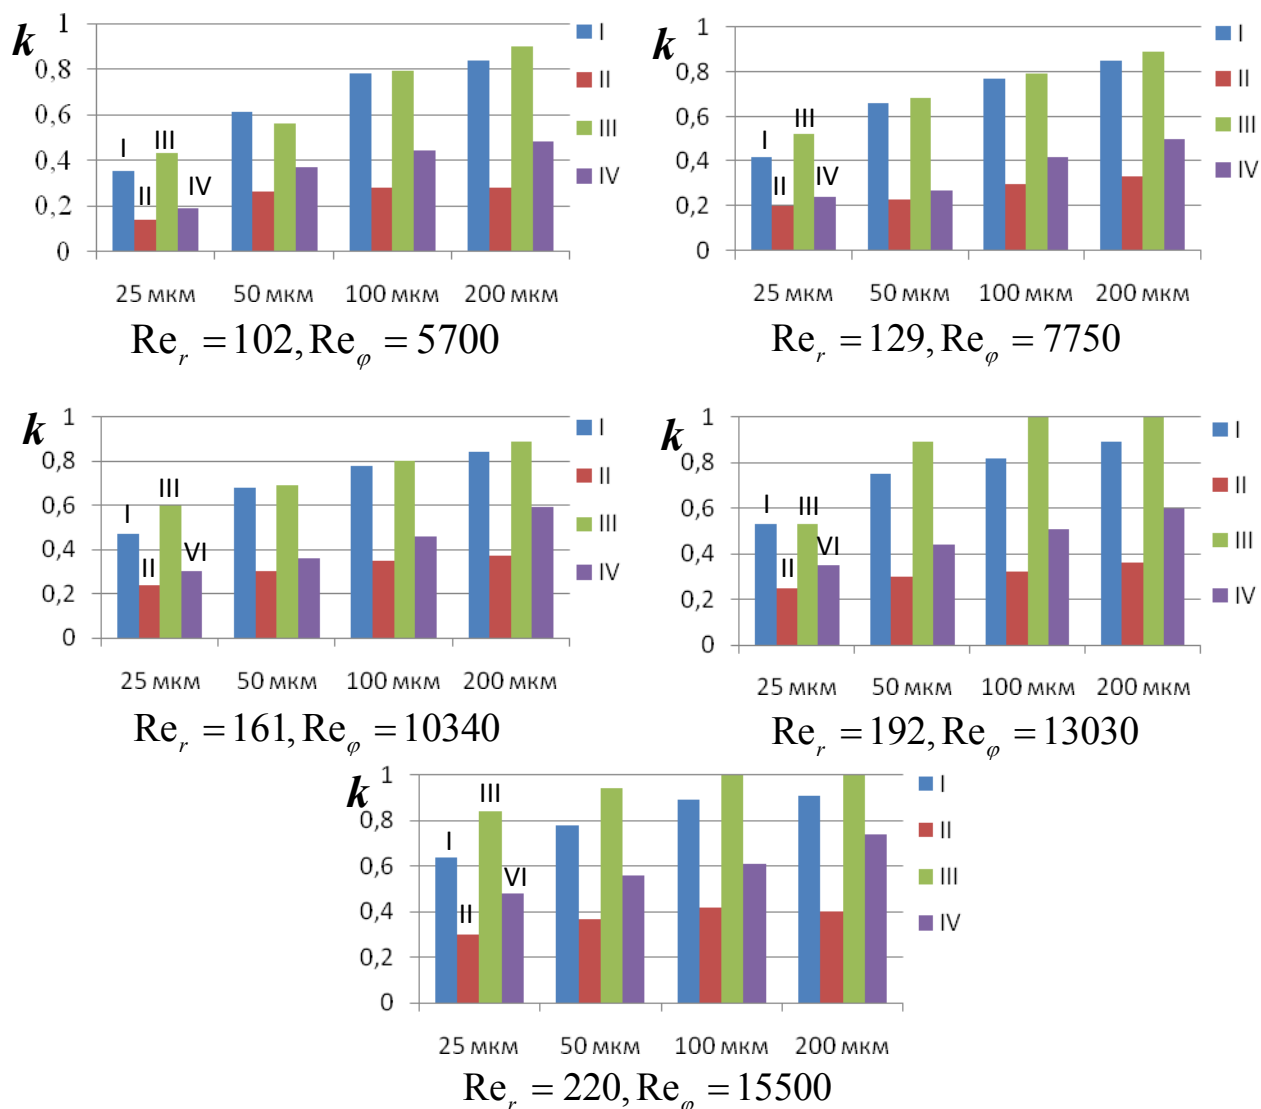 k
1
0,8
0,6
0,4
0,2
0
I
II
III
IV
25 мкм 50 мкм 100 мкм 200 мкм
I
II
III
IV
Re_r = 102, Re_φ = 5700
k
1
0,8
0,6
0,4
0,2
0
I
II
III
IV
25 мкм 50 мкм 100 мкм 200 мкм
I
II
III
IV
Re_r = 129, Re_φ = 7750
k
1
0,8
0,6
0,4
0,2
0
I
II
III
VI
25 мкм 50 мкм 100 мкм 200 мкм
I
II
III
IV
Re_r = 161, Re_φ = 10340
k
1
0,8
0,6
0,4
0,2
0
I
II
III
VI
25 мкм 50 мкм 100 мкм 200 мкм
I
II
III
IV
Re_r = 192, Re_φ = 13030
k
1
0,8
0,6
0,4
0,2
0
I
II
III
VI
25 мкм 50 мкм 100 мкм 200 мкм
I
II
III
IV
Re_r = 220, Re_φ = 15500